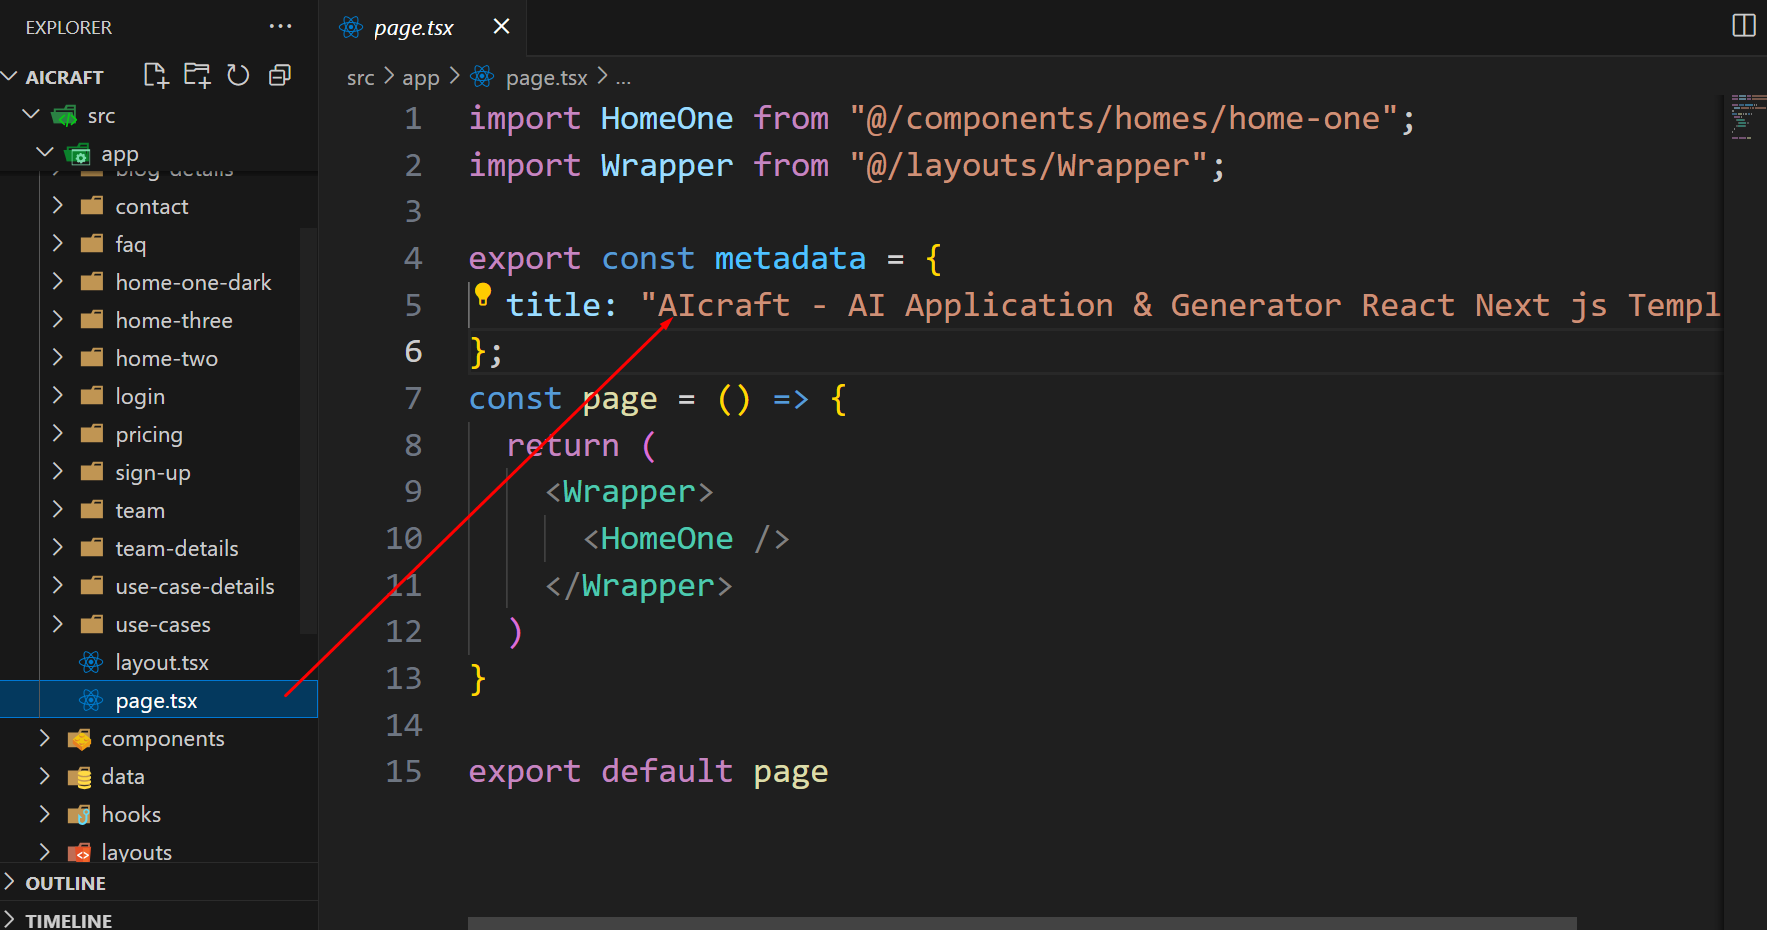 EXPLORER
AICRAFT
src
app
blog-details
contact
faq
home-one-dark
home-three
home-two
login
pricing
sign-up
team
team-details
use-case-details
use-cases
layout.tsx
page.tsx
components
data
hooks
layouts
OUTLINE
TIMELINE
page.tsx
src > app > page.tsx > ...
1 import HomeOne from "@/components/homes/home-one";
2 import Wrapper from "@/layouts/Wrapper";
3
4 export const metadata = {
5 title: "AIcraft - AI Application & Generator React Next js Templ
6 };
7 const page = () => {
8 return (
9 <Wrapper>
10 <HomeOne />
11 </Wrapper>
12 )
13 }
14
15 export default page